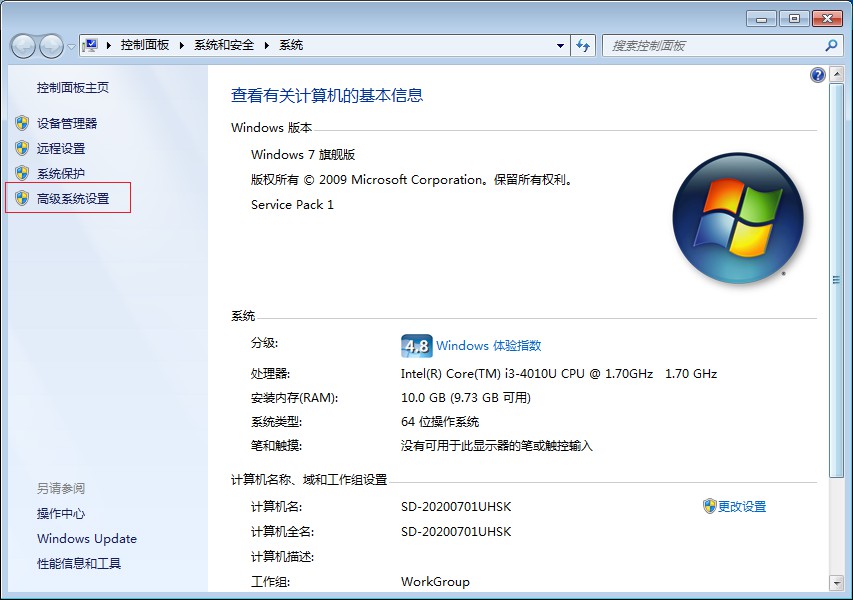 控制面板 系统和安全 系统
搜索控制面板
控制面板主页
设备管理器
远程设置
系统保护
高级系统设置
另请参阅
操作中心
Windows Update
性能信息和工具
查看有关计算机的基本信息
Windows 版本
Windows 7 旗舰版
版权所有 © 2009 Microsoft Corporation。保留所有权利。
Service Pack 1
系统
分级: 4.8 Windows 体验指数
处理器: Intel(R) Core(TM) i3-4010U CPU @ 1.70GHz 1.70 GHz
安装内存(RAM): 10.0 GB (9.73 GB 可用)
系统类型: 64 位操作系统
笔和触摸: 没有可用于此显示器的笔或触控输入
计算机名称、域和工作组设置
计算机名: SD-20200701UHSK 更改设置
计算机全名: SD-20200701UHSK
计算机描述:
工作组: WorkGroup